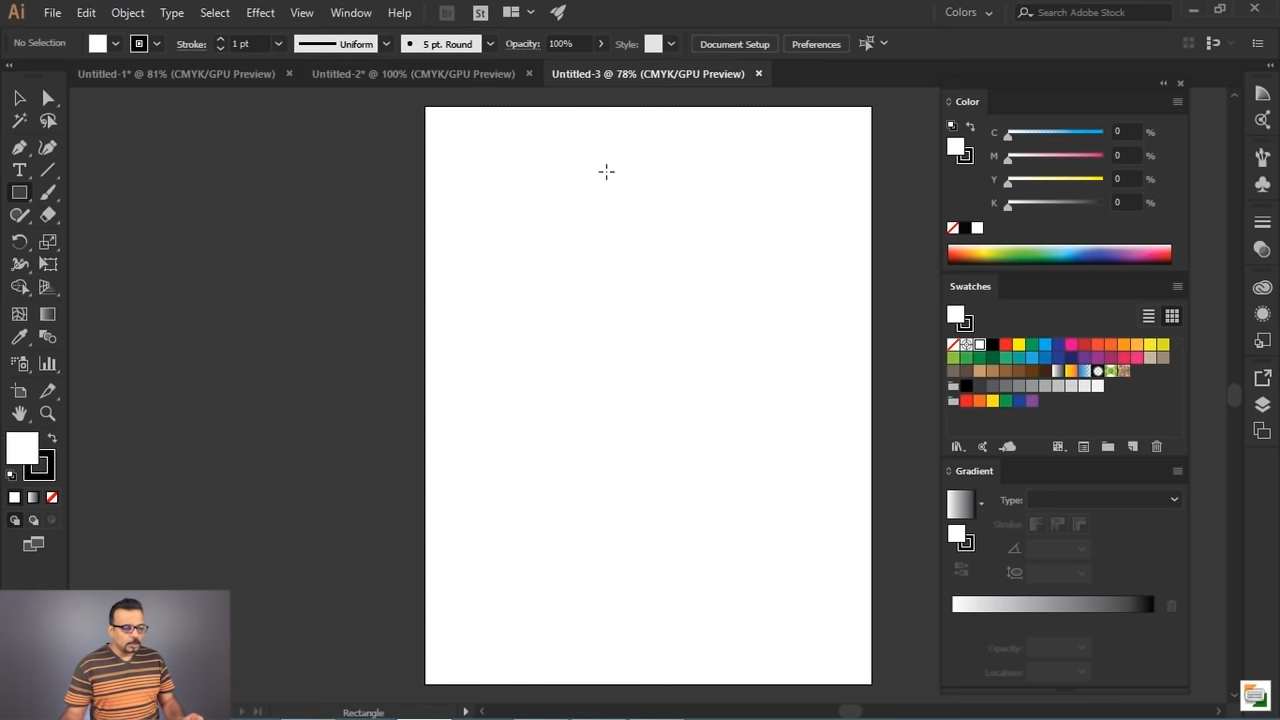 Ai File Edit Object Type Select Effect View Window Help Br St Colors Search Adobe Stock
No Selection Stroke: 1 pt Uniform 5 pt. Round Opacity: 100% Style: Document Setup Preferences
Untitled-1* @ 81% (CMYK/GPU Preview) × Untitled-2* @ 100% (CMYK/GPU Preview) × Untitled-3 @ 78% (CMYK/GPU Preview) ×
Color
C 0 %
M 0 %
Y 0 %
K 0 %
Swatches
Gradient
Type:
Stroke:
Opacity:
Location:
Rectangle